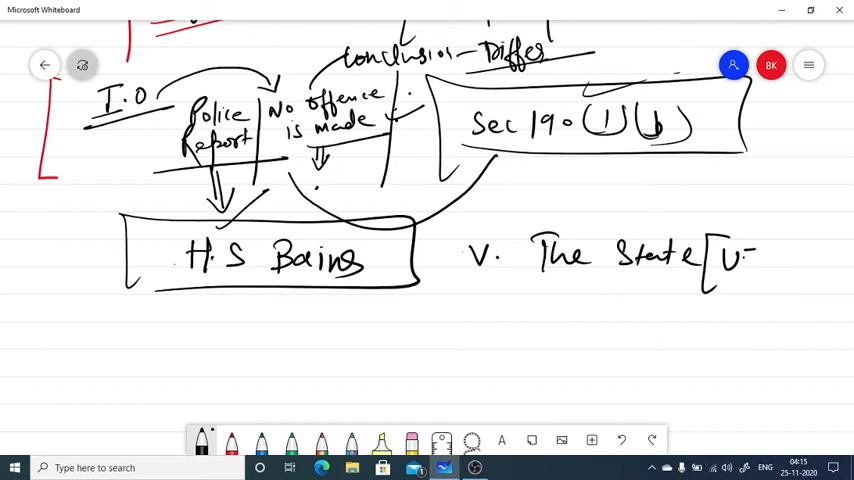 Microsoft Whiteboard
Conclusion - Differ
I.O
Police
Report
No offence
is made
Sec 190 (1) (b)
BK
H.S Bains
V. The State [U
Type here to search
A
1
ENG
04:15
25-11-2020